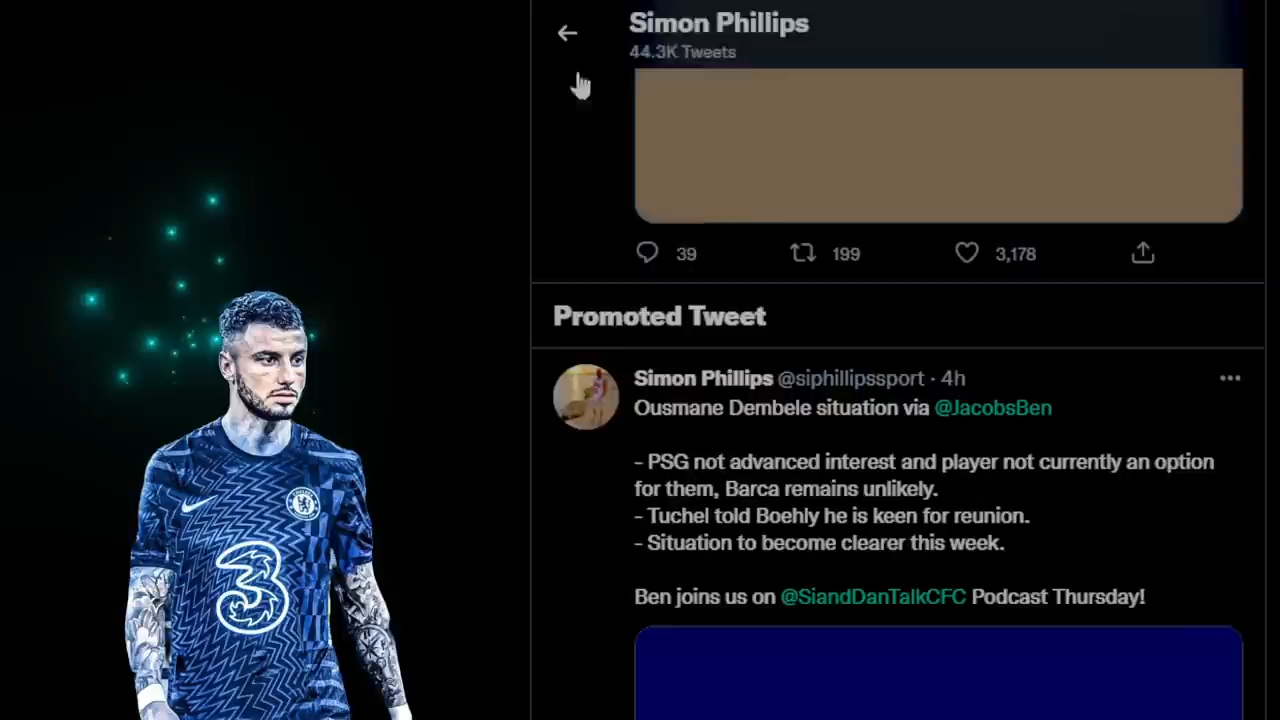 Simon Phillips
44.3K Tweets
39
199
3,178
Promoted Tweet
Simon Phillips @siphillipssport · 4h
Ousmane Dembele situation via @JacobsBen
- PSG not advanced interest and player not currently an option
for them, Barca remains unlikely.
- Tuchel told Boehly he is keen for reunion.
- Situation to become clearer this week.
Ben joins us on @SiandDanTalkCFC Podcast Thursday!
3